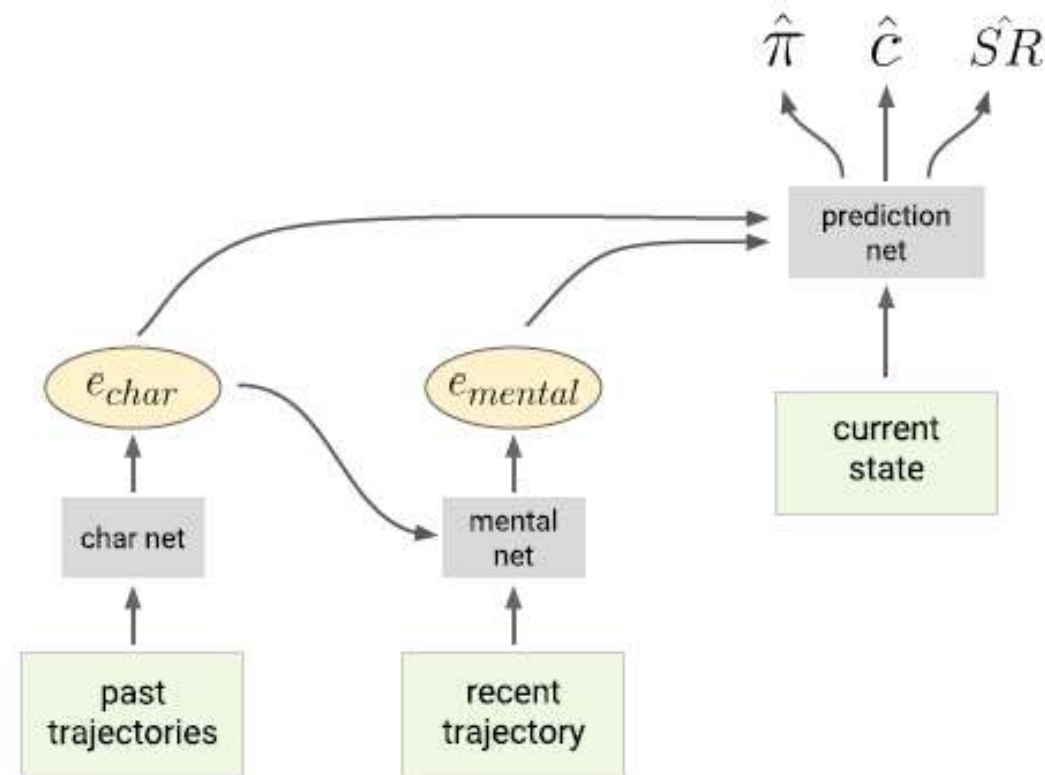 π̂ ĉ SR̂
prediction
net
e_char
e_mental
current
state
char net
mental
net
past
trajectories
recent
trajectory